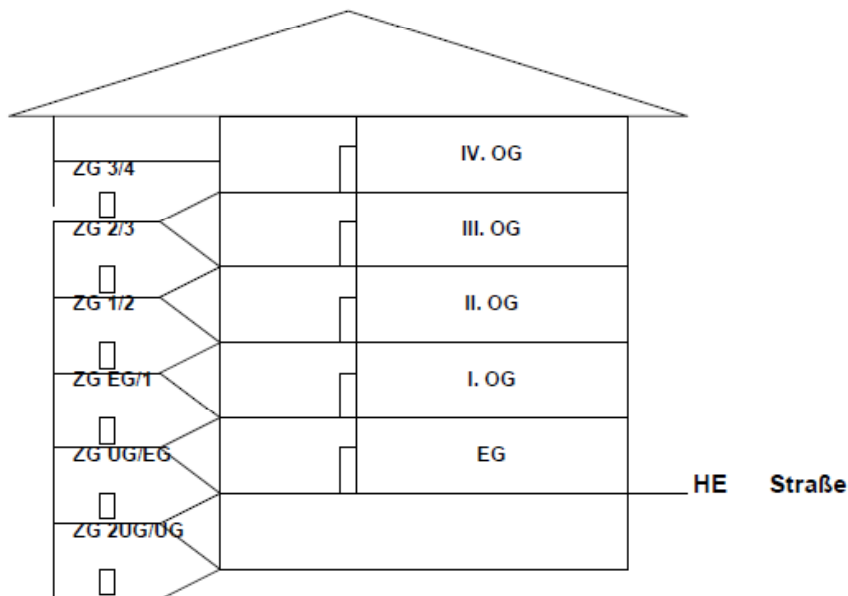 IV. OG
ZG 3/4
III. OG
ZG 2/3
II. OG
ZG 1/2
I. OG
ZG EG/1
EG
ZG UG/EG
HE Straße
ZG 2UG/UG